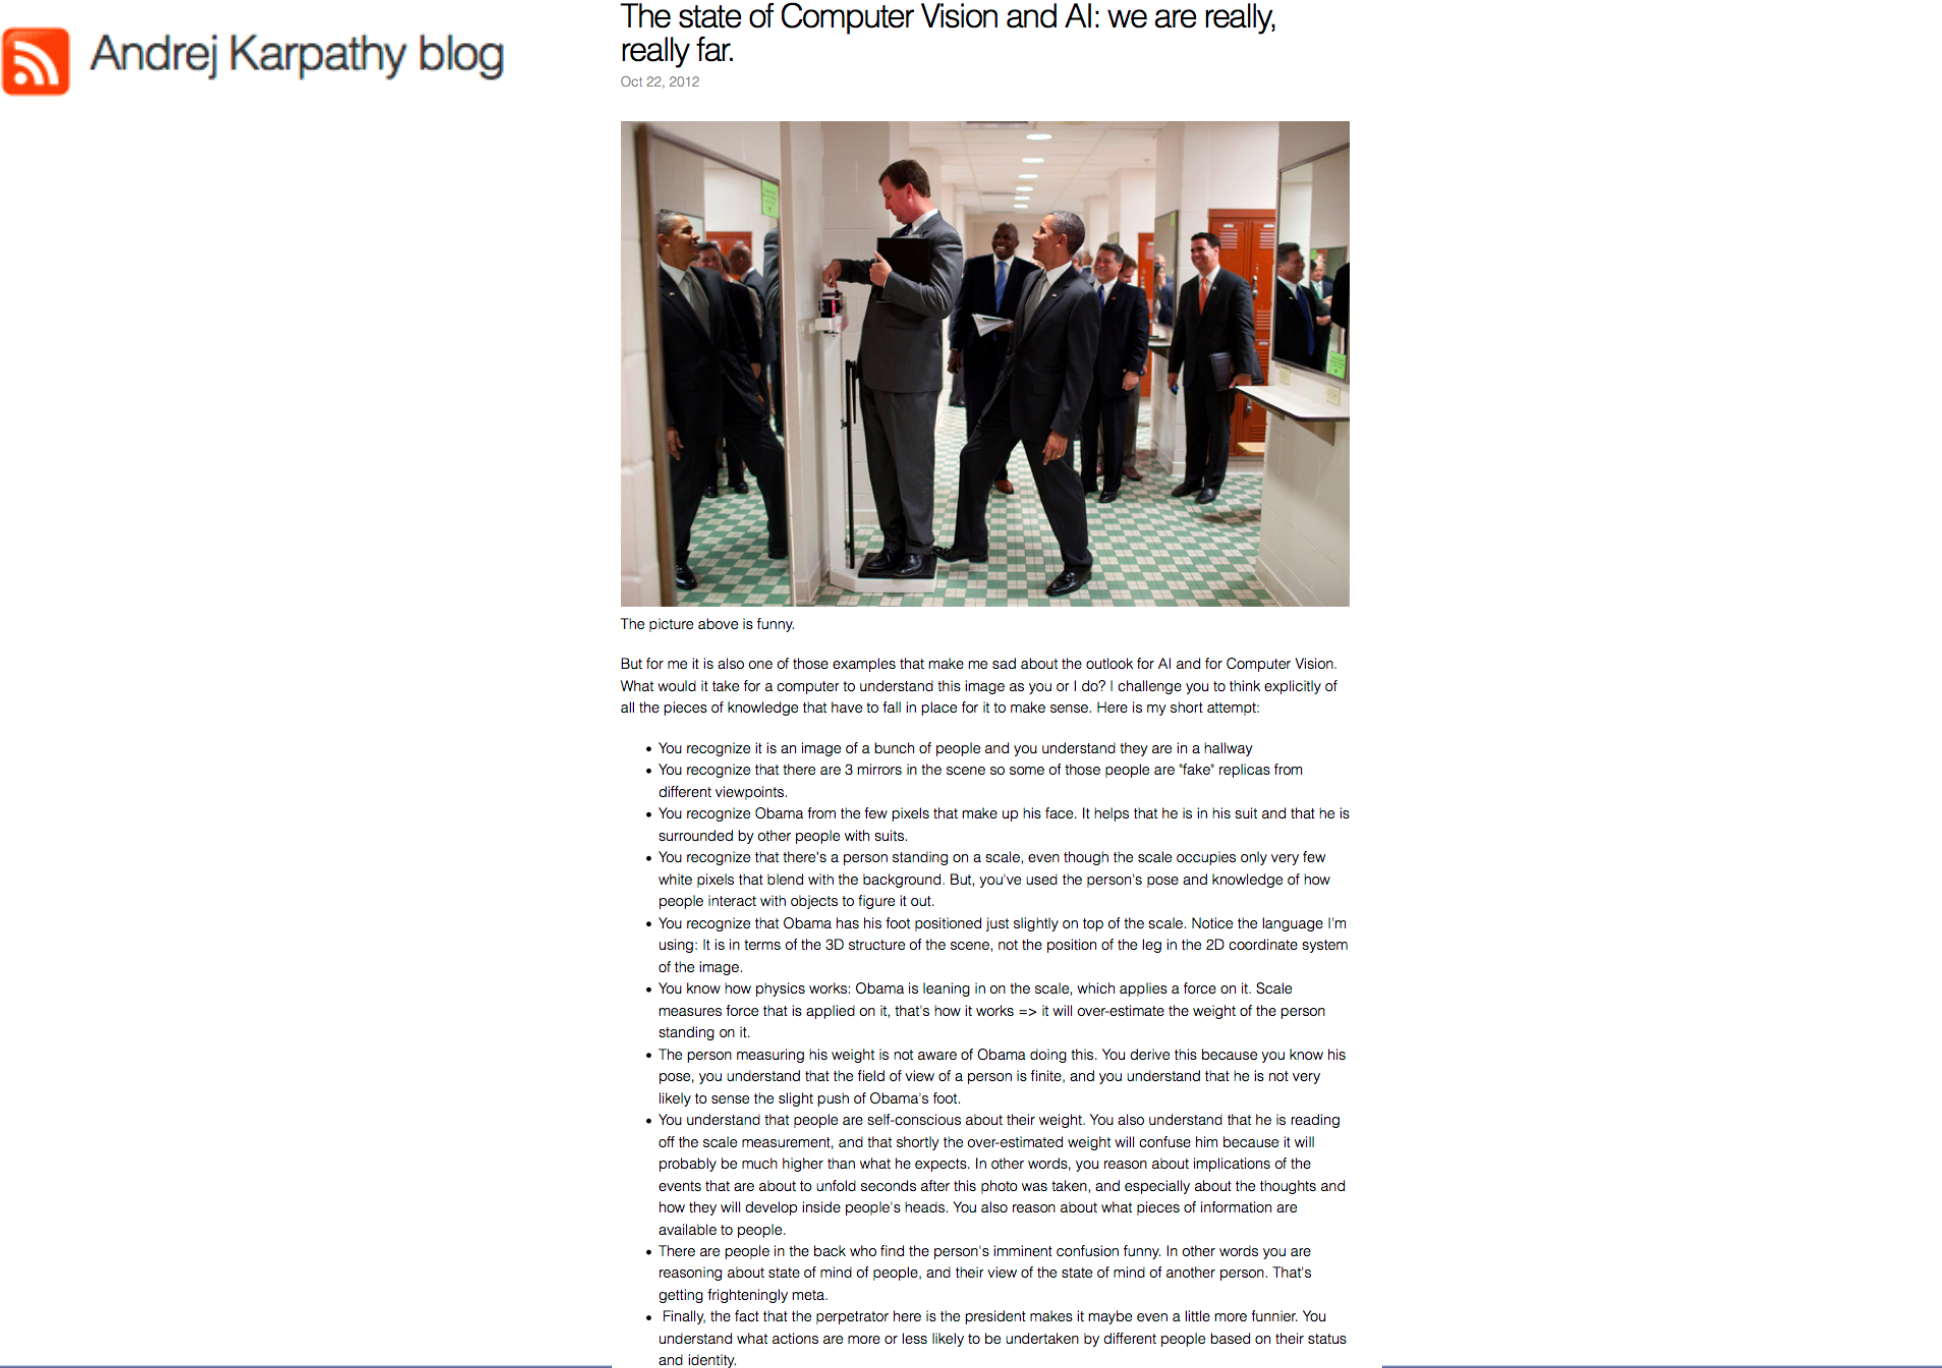 Andrej Karpathy blog
The state of Computer Vision and AI: we are really,
really far.
Oct 22, 2012
The picture above is funny.
But for me it is also one of those examples that make me sad about the outlook for AI and for Computer Vision.
What would it take for a computer to understand this image as you or I do? I challenge you to think explicitly of
all the pieces of knowledge that have to fall in place for it to make sense. Here is my short attempt:
• You recognize it is an image of a bunch of people and you understand they are in a hallway
• You recognize that there are 3 mirrors in the scene so some of those people are "fake" replicas from
different viewpoints.
• You recognize Obama from the few pixels that make up his face. It helps that he is in his suit and that he is
surrounded by other people with suits.
• You recognize that there's a person standing on a scale, even though the scale occupies only very few
white pixels that blend with the background. But, you've used the person's pose and knowledge of how
people interact with objects to figure it out.
• You recognize that Obama has his foot positioned just slightly on top of the scale. Notice the language I'm
using: It is in terms of the 3D structure of the scene, not the position of the leg in the 2D coordinate system
of the image.
• You know how physics works: Obama is leaning in on the scale, which applies a force on it. Scale
measures force that is applied on it, that's how it works => it will over-estimate the weight of the person
standing on it.
• The person measuring his weight is not aware of Obama doing this. You derive this because you know his
pose, you understand that the field of view of a person is finite, and you understand that he is not very
likely to sense the slight push of Obama's foot.
• You understand that people are self-conscious about their weight. You also understand that he is reading
off the scale measurement, and that shortly the over-estimated weight will confuse him because it will
probably be much higher than what he expects. In other words, you reason about implications of the
events that are about to unfold seconds after this photo was taken, and especially about the thoughts and
how they will develop inside people's heads. You also reason about what pieces of information are
available to people.
• There are people in the back who find the person's imminent confusion funny. In other words you are
reasoning about state of mind of people, and their view of the state of mind of another person. That's
getting frighteningly meta.
• Finally, the fact that the perpetrator here is the president makes it maybe even a little more funnier. You
understand what actions are more or less likely to be undertaken by different people based on their status
and identity.